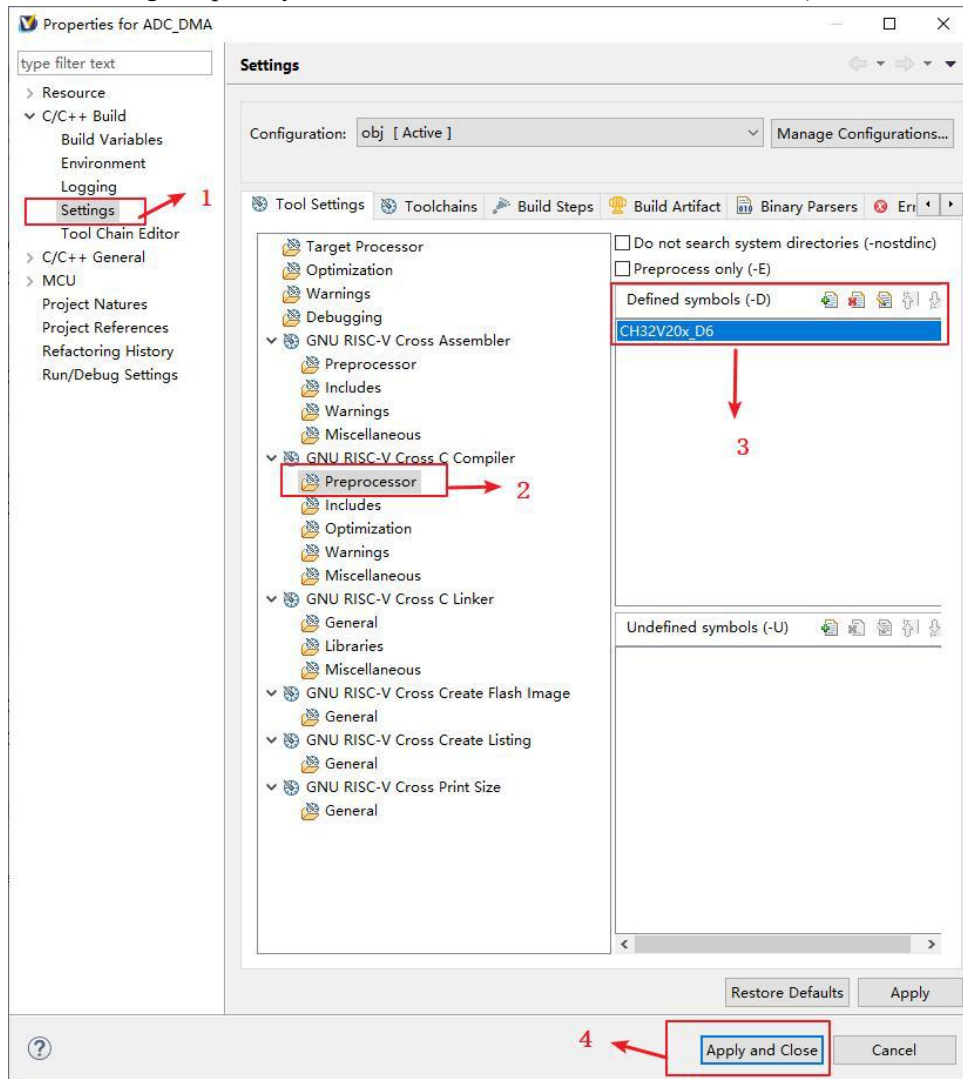 Properties for ADC_DMA
type filter text
Resource
C/C++ Build
Build Variables
Environment
Logging
Settings
1
Tool Chain Editor
C/C++ General
MCU
Project Natures
Project References
Refactoring History
Run/Debug Settings
Settings
Configuration: obj [ Active ]
Manage Configurations...
Tool Settings
Toolchains
Build Steps
Build Artifact
Binary Parsers
Err
Target Processor
Optimization
Warnings
Debugging
GNU RISC-V Cross Assembler
Preprocessor
Includes
Warnings
Miscellaneous
GNU RISC-V Cross C Compiler
Preprocessor
2
Includes
Optimization
Warnings
Miscellaneous
GNU RISC-V Cross C Linker
General
Libraries
Miscellaneous
GNU RISC-V Cross Create Flash Image
General
GNU RISC-V Cross Create Listing
General
GNU RISC-V Cross Print Size
General
Do not search system directories (-nostdinc)
Preprocess only (-E)
Defined symbols (-D)
CH32V20x_D6
3
Undefined symbols (-U)
Restore Defaults
Apply
4
Apply and Close
Cancel